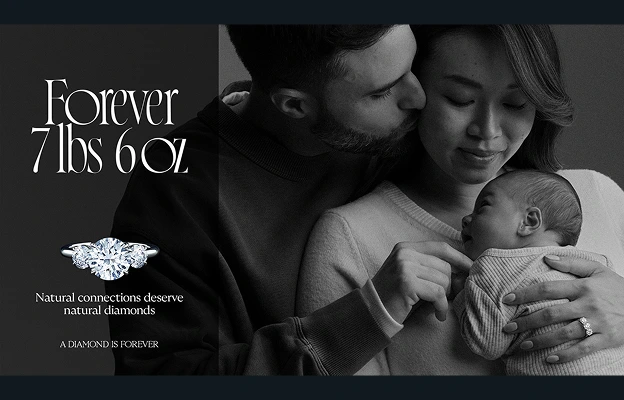 Forever
7 lbs 6 oz
Natural connections deserve
natural diamonds
A DIAMOND IS FOREVER